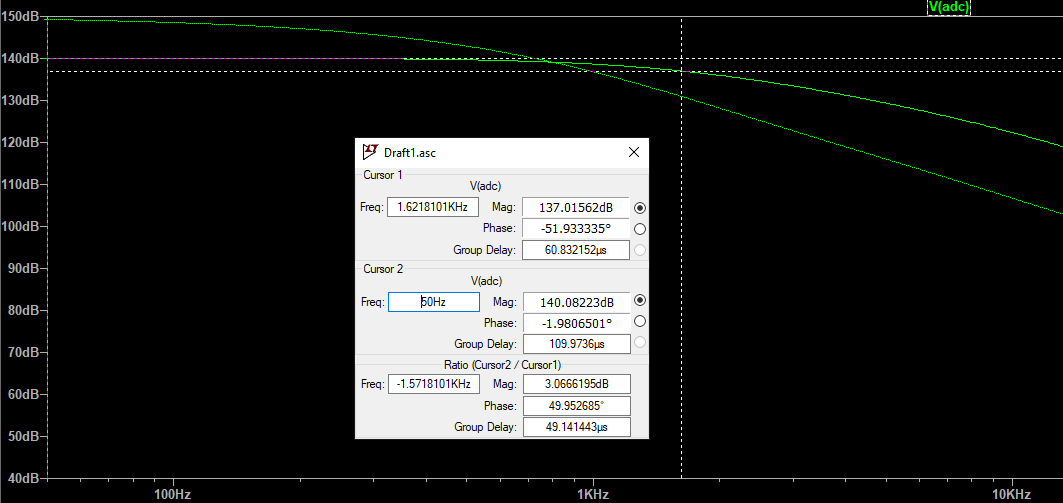 V(adc)
150dB
140dB
130dB
120dB
110dB
100dB
90dB
80dB
70dB
60dB
50dB
40dB
Draft1.asc
Cursor 1
V(adc)
Freq: 1.6218101KHz Mag: 137.01562dB
Phase: -51.933335°
Group Delay: 60.832152µs
Cursor 2
V(adc)
Freq: 50Hz Mag: 140.08223dB
Phase: -1.9806501°
Group Delay: 109.9736µs
Ratio (Cursor2 / Cursor1)
Freq: -1.5718101KHz Mag: 3.0666195dB
Phase: 49.952685°
Group Delay: 49.141443µs
100Hz 1KHz 10KHz